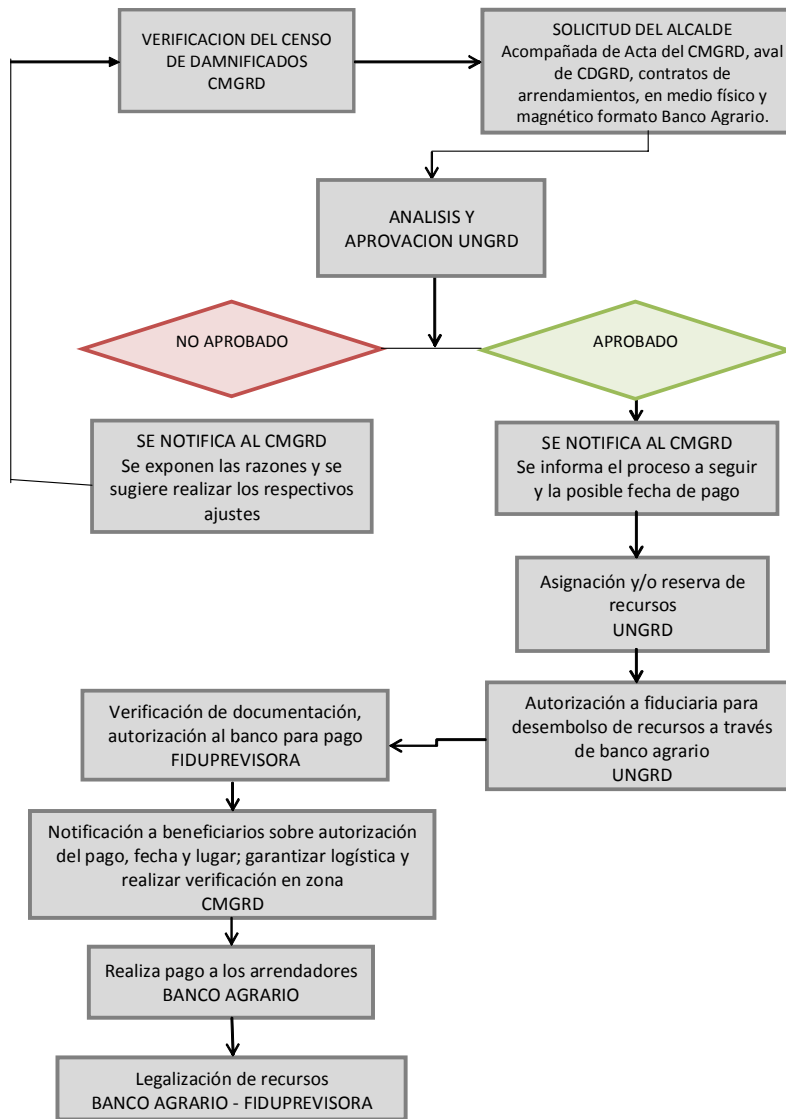 VERIFICACION DEL CENSO
DE DAMNIFICADOS
CMGRD
SOLICITUD DEL ALCALDE
Acompañada de Acta del CMGRD, aval
de CDGRD, contratos de
arrendamientos, en medio físico y
magnético formato Banco Agrario.
ANALISIS Y
APROVACION UNGRD
NO APROBADO
APROBADO
SE NOTIFICA AL CMGRD
Se exponen las razones y se
sugiere realizar los respectivos
ajustes
SE NOTIFICA AL CMGRD
Se informa el proceso a seguir
y la posible fecha de pago
Asignación y/o reserva de
recursos
UNGRD
Autorización a fiduciaria para
desembolso de recursos a través
de banco agrario
UNGRD
Verificación de documentación,
autorización al banco para pago
FIDUPREVISORA
Notificación a beneficiarios sobre autorización
del pago, fecha y lugar; garantizar logística y
realizar verificación en zona
CMGRD
Realiza pago a los arrendadores
BANCO AGRARIO
Legalización de recursos
BANCO AGRARIO - FIDUPREVISORA